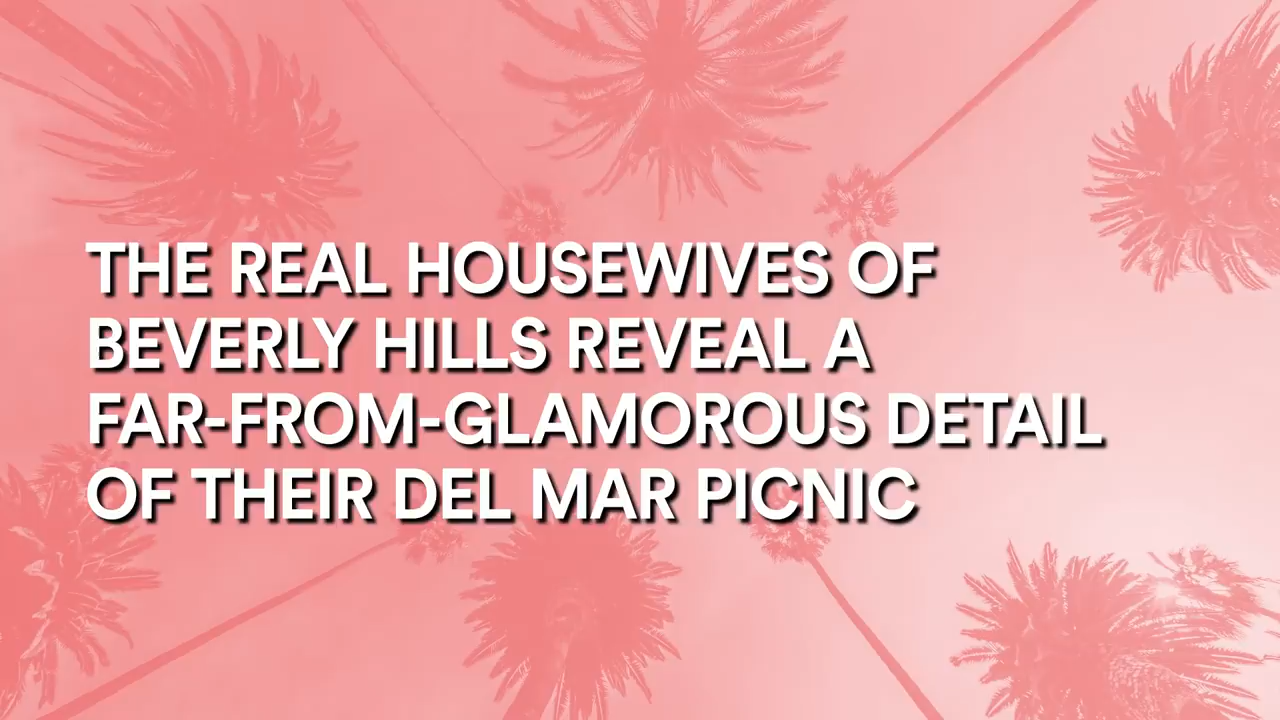 THE REAL HOUSEWIVES OF
BEVERLY HILLS REVEAL A
FAR-FROM-GLAMOROUS DETAIL
OF THEIR DEL MAR PICNIC